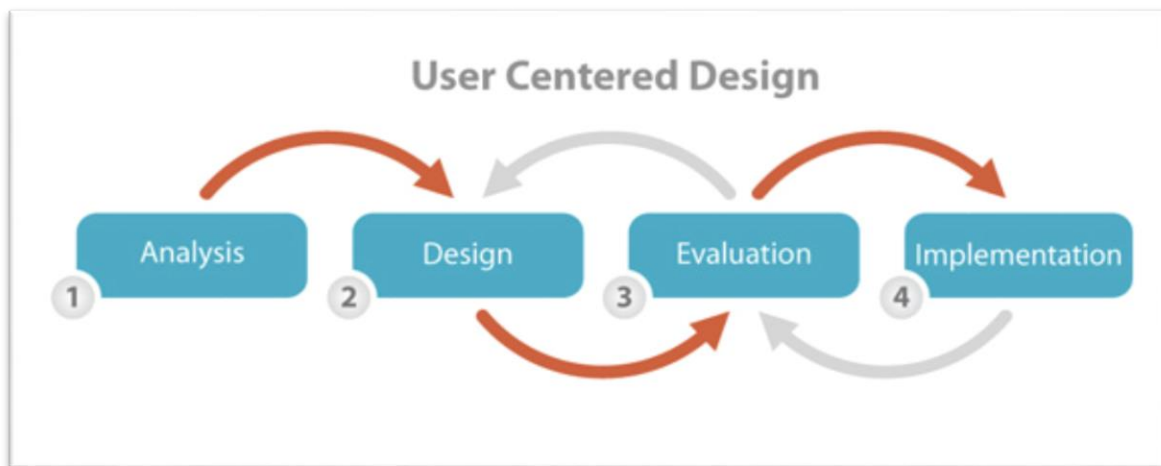 User Centered Design
Analysis
Design
Evaluation
Implementation
1
2
3
4